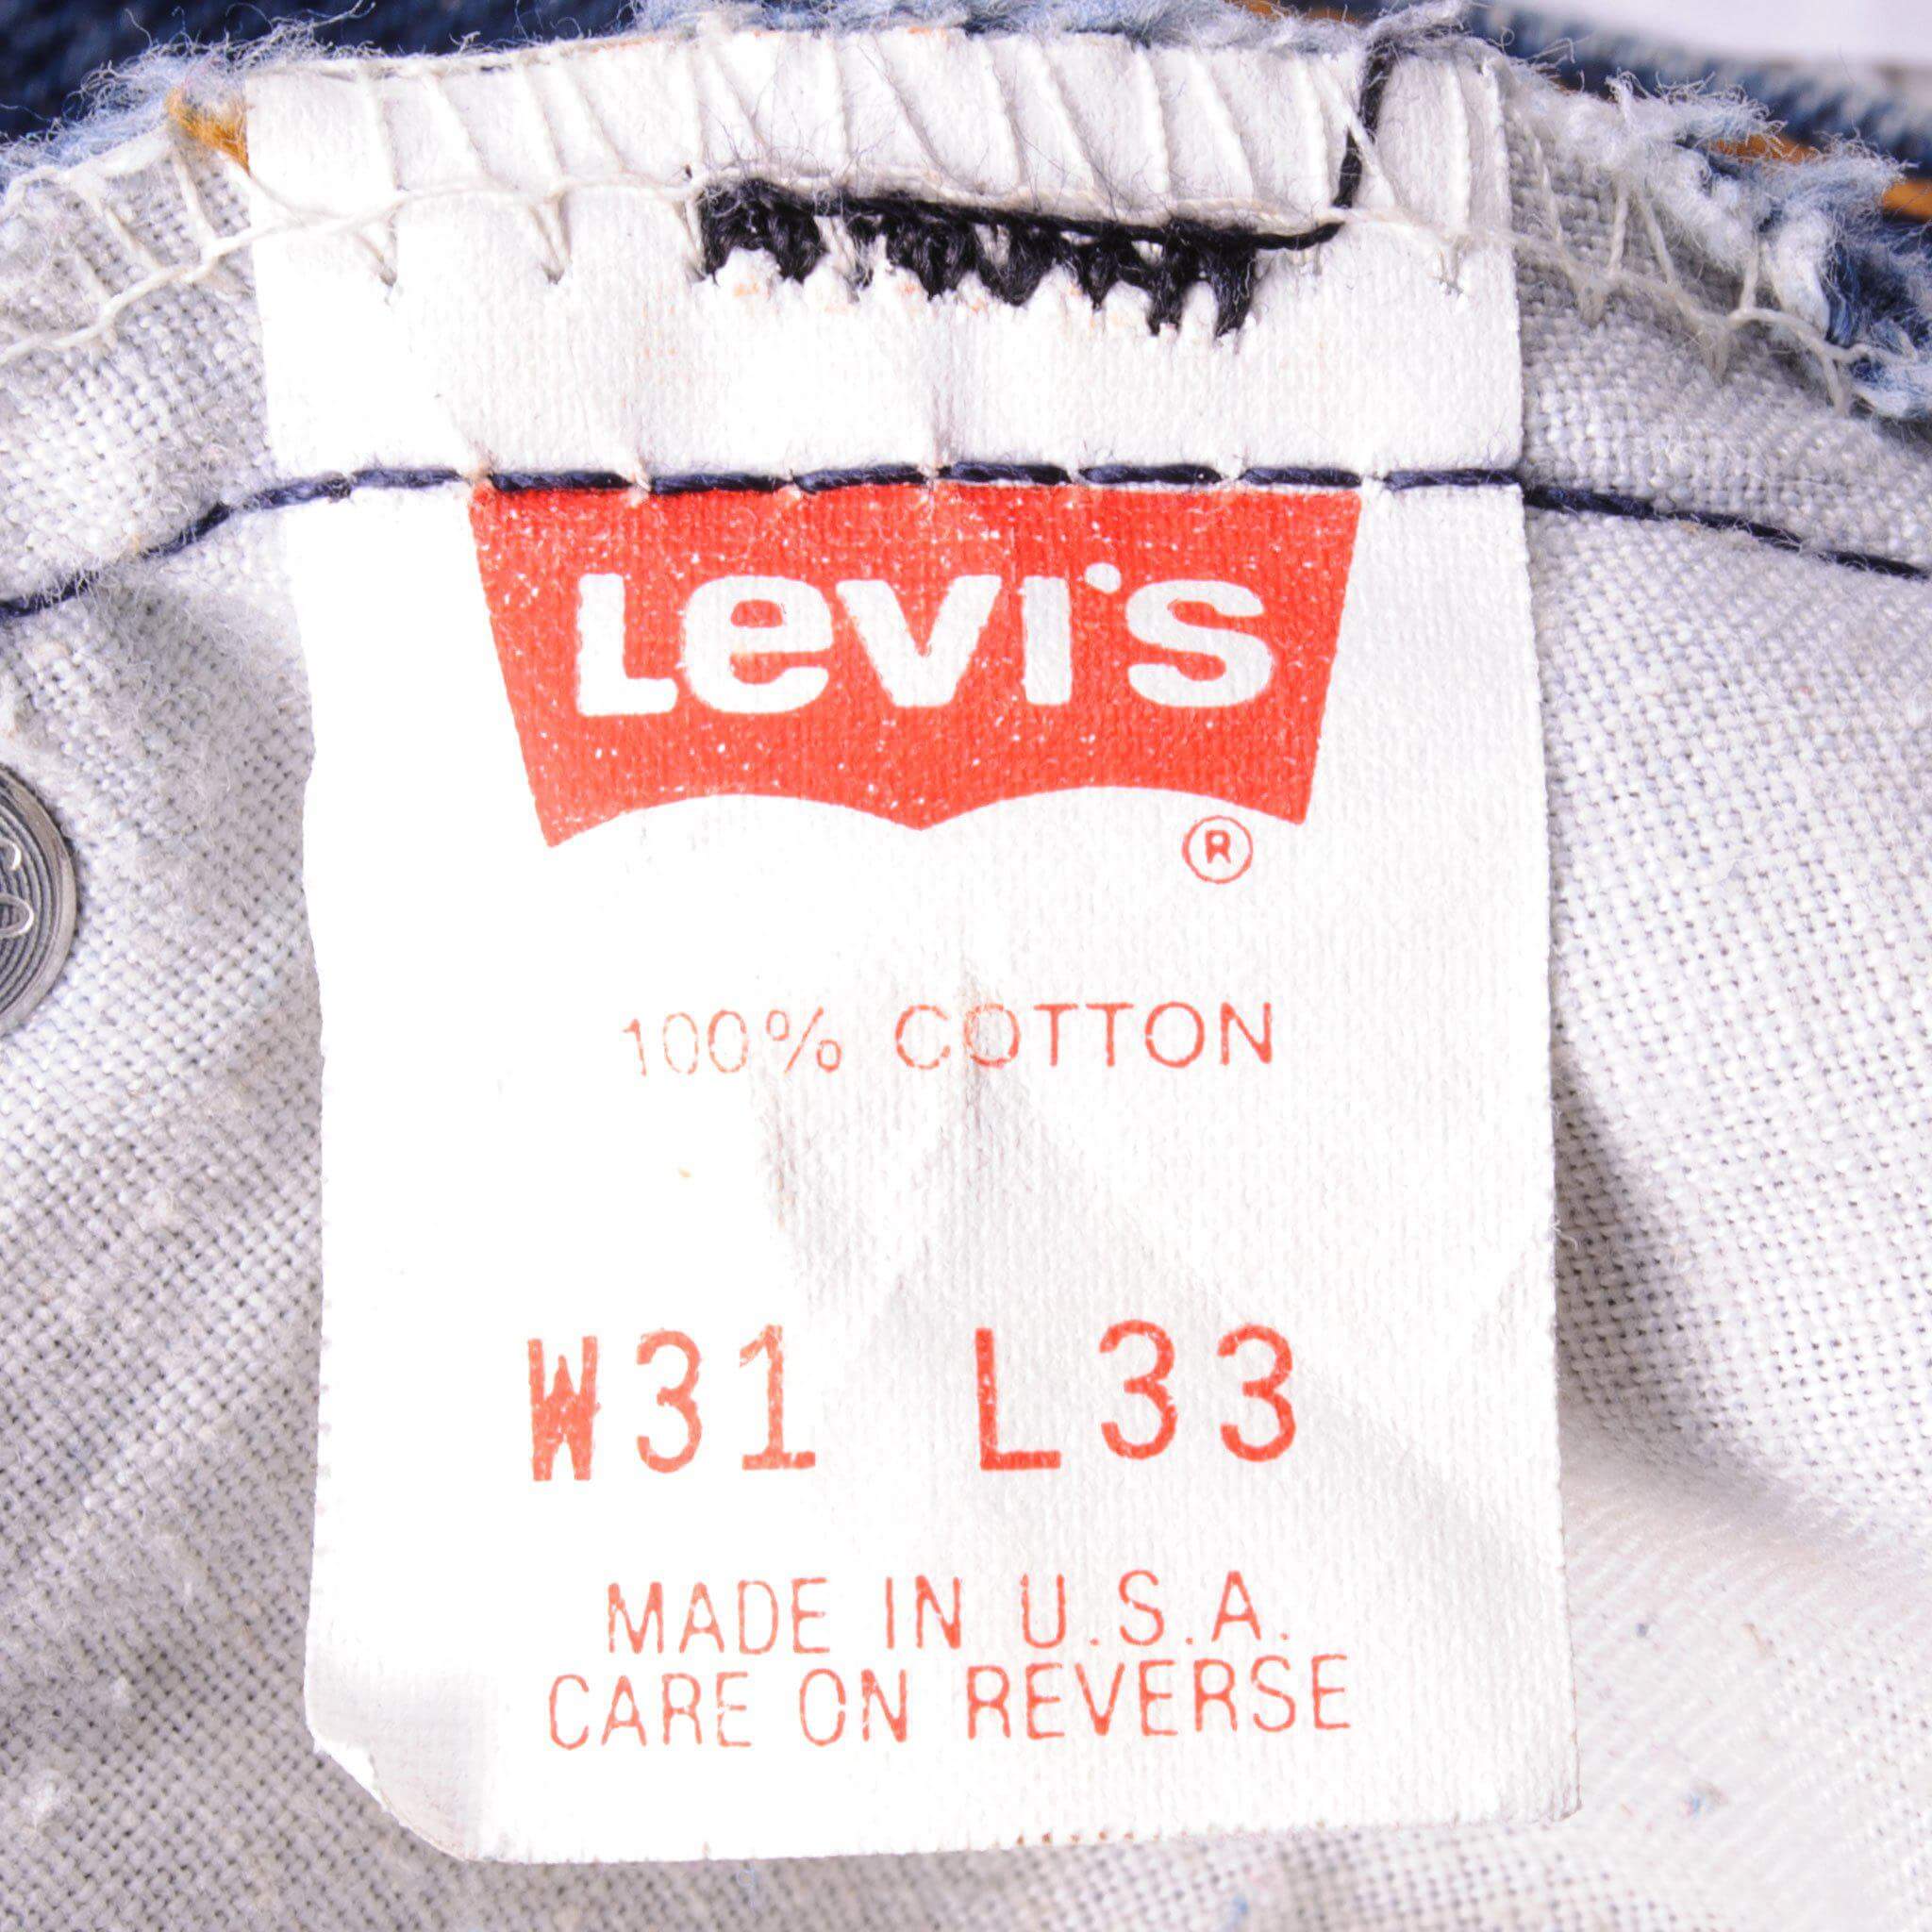 Levi's
®
100% COTTON
W31 L33
MADE IN U.S.A.
CARE ON REVERSE